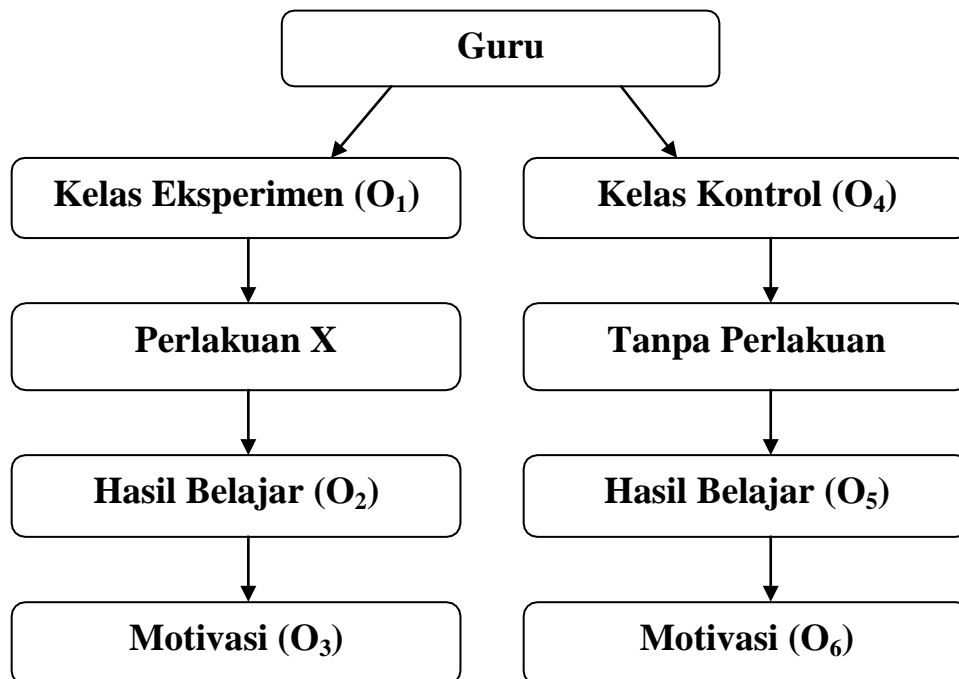 Guru
Kelas Eksperimen (O₁)
Kelas Kontrol (O₄)
Perlakuan X
Tanpa Perlakuan
Hasil Belajar (O₂)
Hasil Belajar (O₅)
Motivasi (O₃)
Motivasi (O₆)